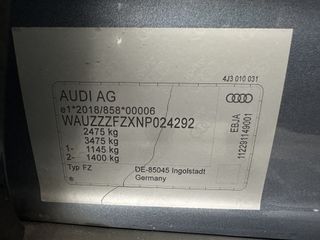 4J3 010 031
AUDI AG
e1*2018/858*00006
WAUZZZFZXNP024292
2475 kg
3475 kg
1- 1145 kg
2- 1400 kg
Typ FZ
DE-85045 Ingolstadt
Germany
EBJA
112291149001